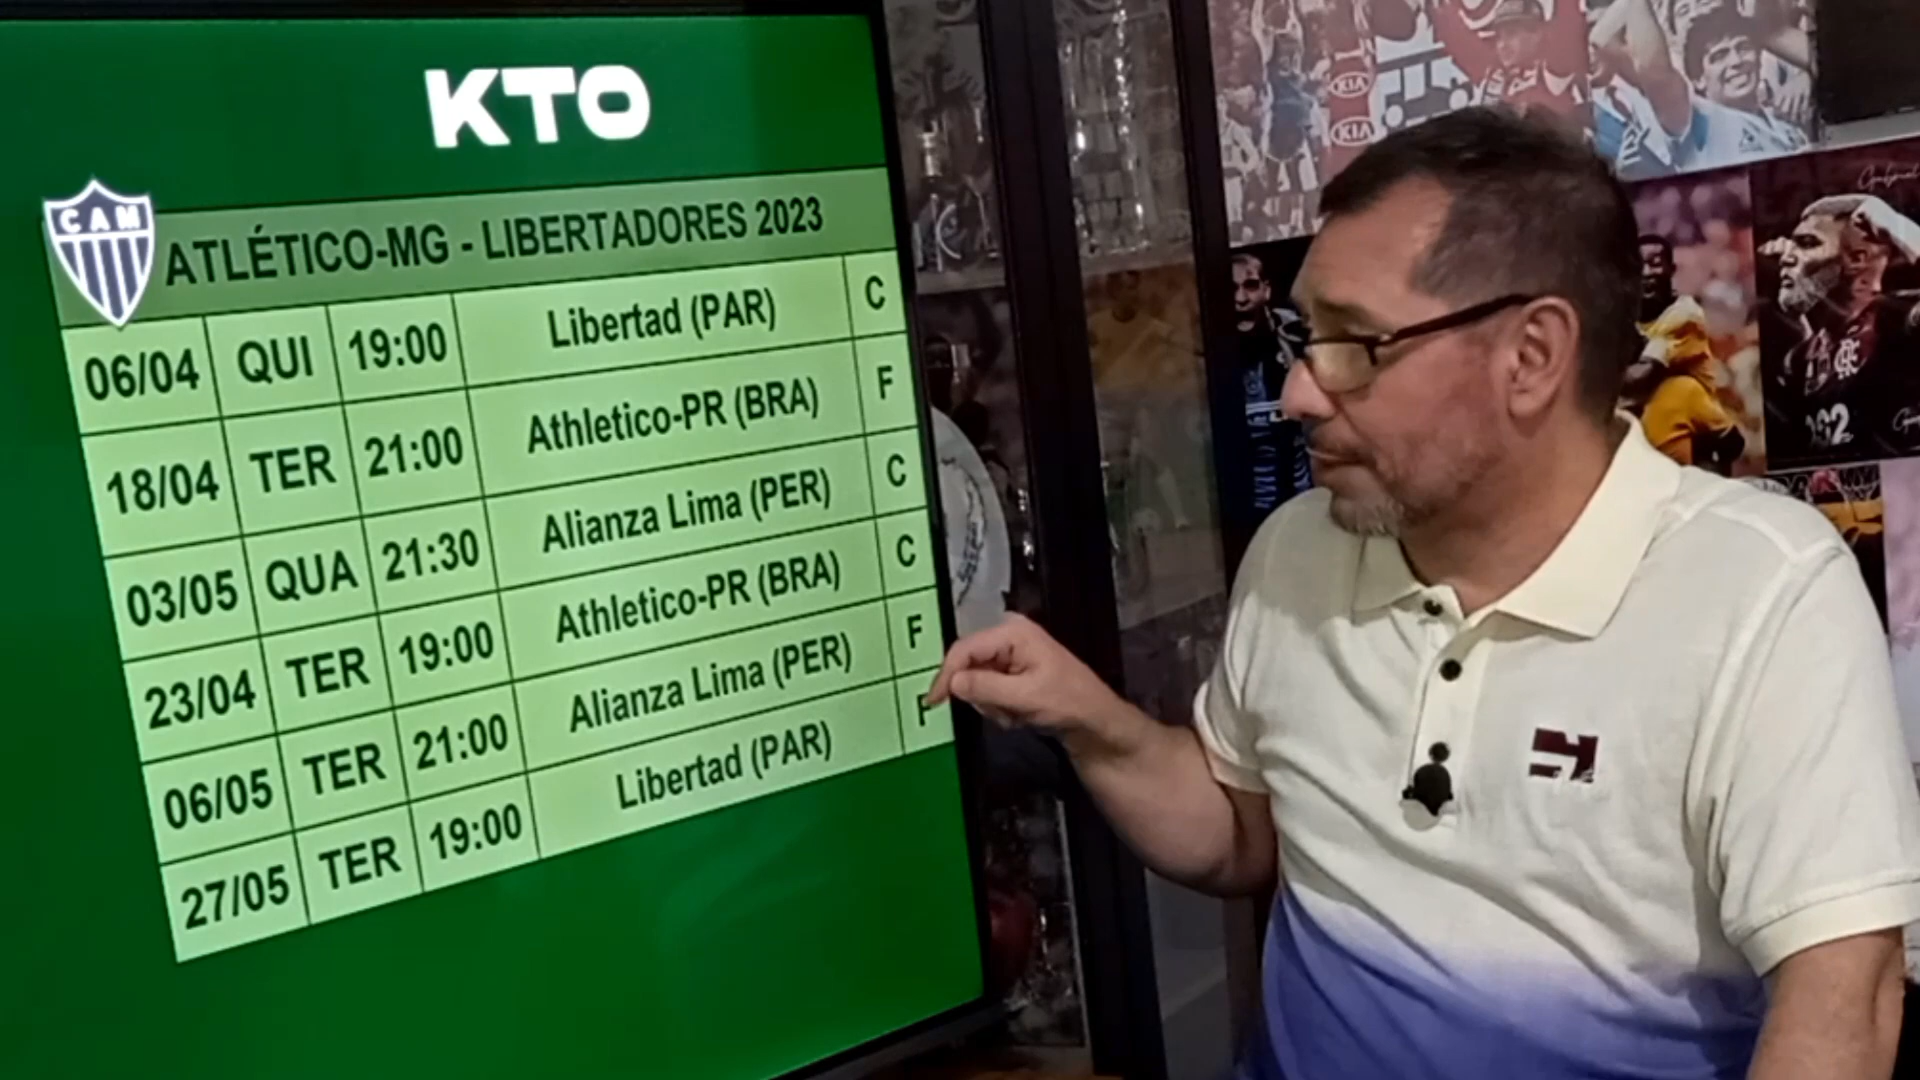 KTO
CAM
ATLÉTICO-MG - LIBERTADORES 2023
06/04 QUI 19:00 Libertad (PAR) C
18/04 TER 21:00 Athletico-PR (BRA) F
03/05 QUA 21:30 Alianza Lima (PER) C
23/04 TER 19:00 Athletico-PR (BRA) C
06/05 TER 21:00 Alianza Lima (PER) F
27/05 TER 19:00 Libertad (PAR) F
KIA
KIA